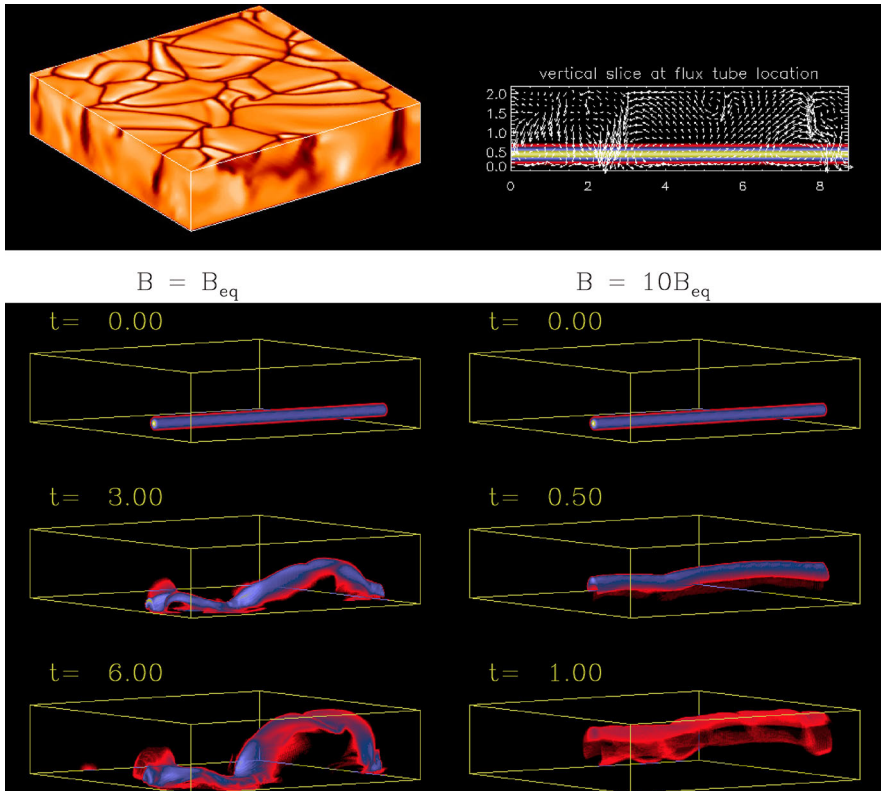 vertical slice at flux tube location
2.0
1.5
1.0
0.5
0.0
0 2 4 6 8
B = B_eq B = 10B_eq
t= 0.00 t= 0.00
t= 3.00 t= 0.50
t= 6.00 t= 1.00